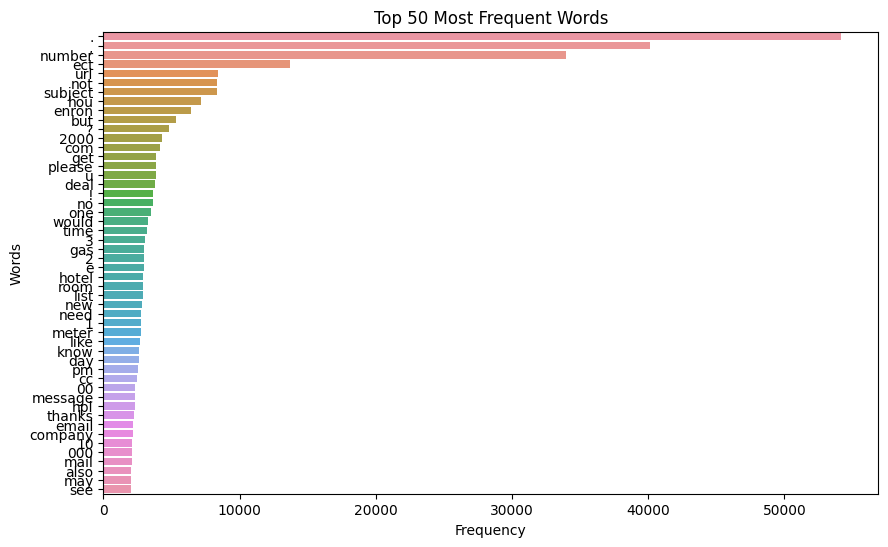 Top 50 Most Frequent Words
Words
.
,
number
ect
url
not
subject
hou
enron
but
?
2000
com
get
please
u
deal
!
no
one
would
time
3
gas
2
e
hotel
room
list
new
need
1
meter
like
know
day
pm
cc
00
message
hpl
thanks
email
company
10
000
mail
also
may
see
0
10000
20000
30000
40000
50000
Frequency